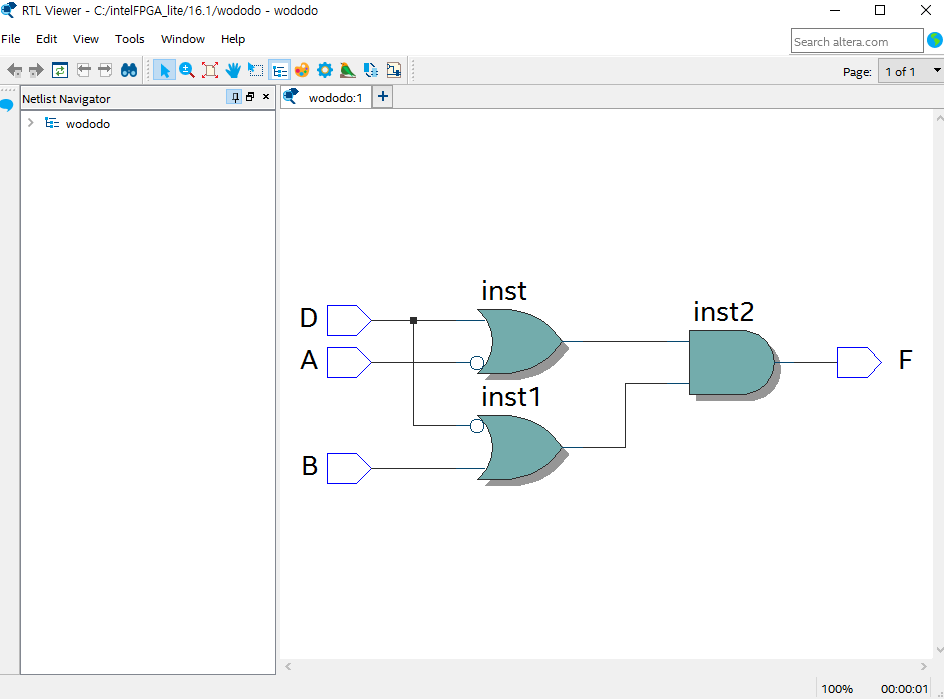 RTL Viewer - C:/intelFPGA_lite/16.1/wododo - wododo
File Edit View Tools Window Help
Search altera.com
Page: 1 of 1
Netlist Navigator
wododo:1
wododo
inst
D
inst2
A
F
inst1
B
100% 00:00:01